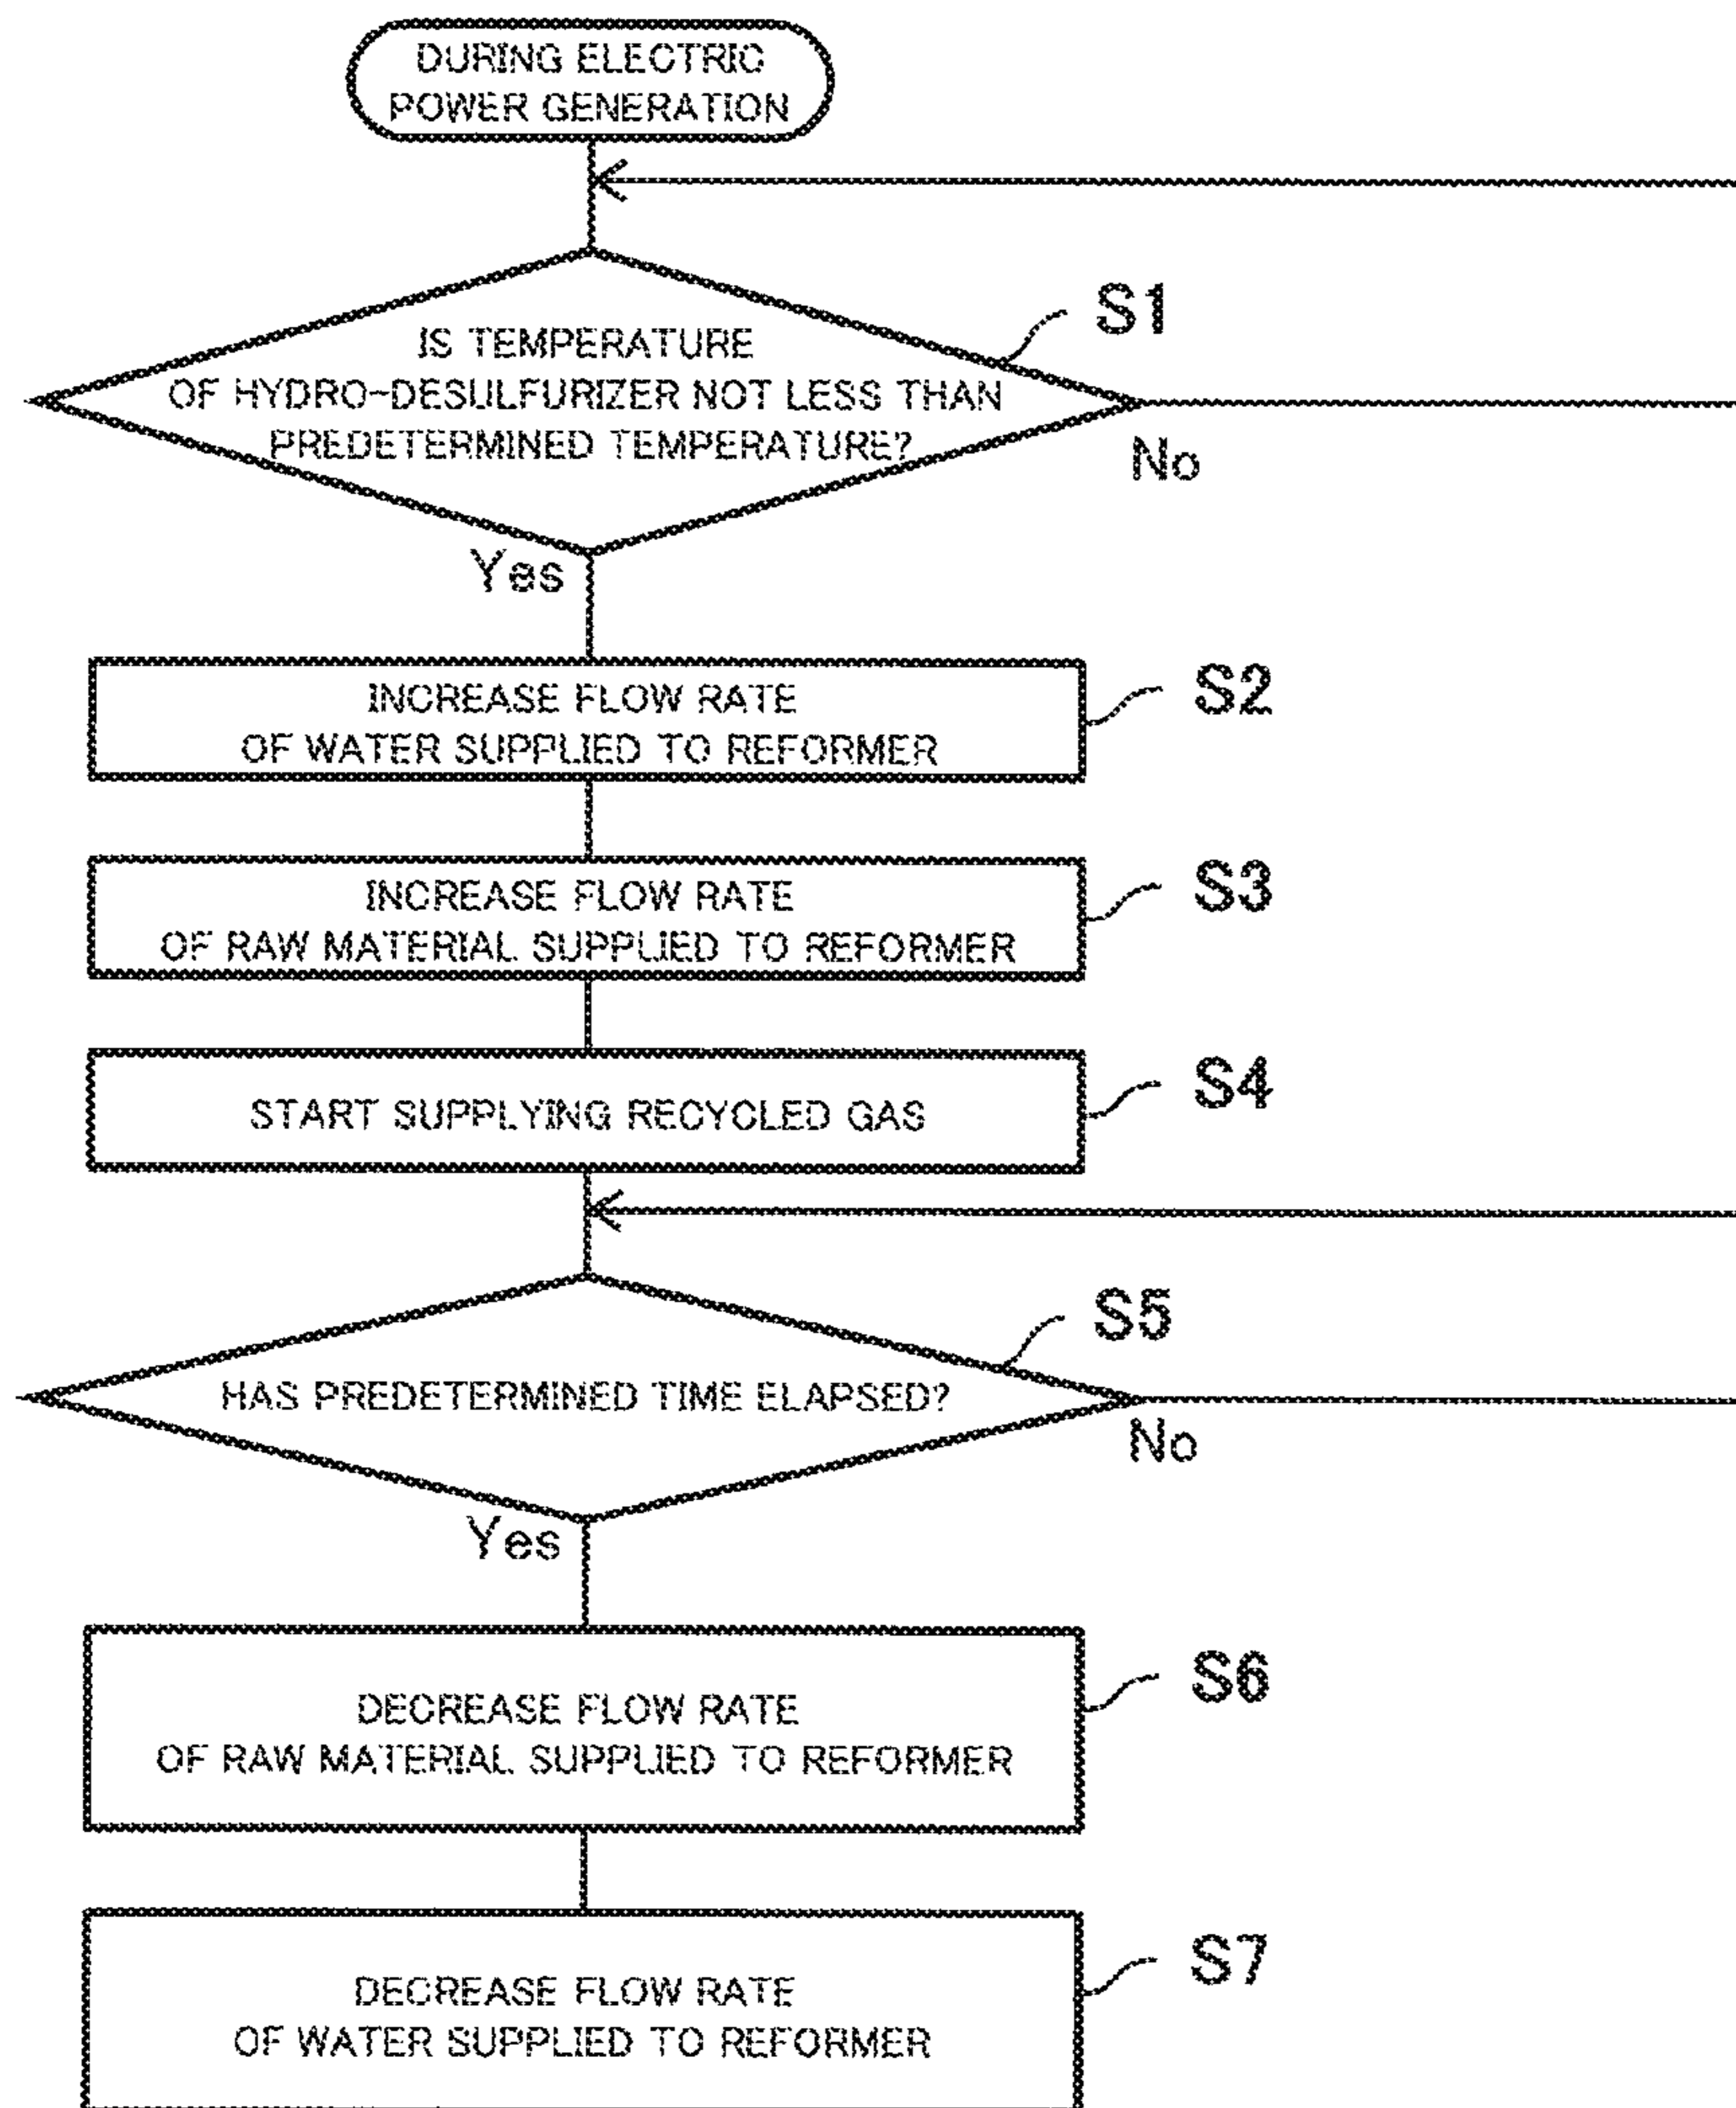 DURING ELECTRIC
POWER GENERATION
S1
IS TEMPERATURE
OF HYDRO-DESULFURIZER NOT LESS THAN
PREDETERMINED TEMPERATURE?
No
Yes
S2
INCREASE FLOW RATE
OF WATER SUPPLIED TO REFORMER
S3
INCREASE FLOW RATE
OF RAW MATERIAL SUPPLIED TO REFORMER
S4
START SUPPLYING RECYCLED GAS
S5
HAS PREDETERMINED TIME ELAPSED?
No
Yes
S6
DECREASE FLOW RATE
OF RAW MATERIAL SUPPLIED TO REFORMER
S7
DECREASE FLOW RATE
OF WATER SUPPLIED TO REFORMER